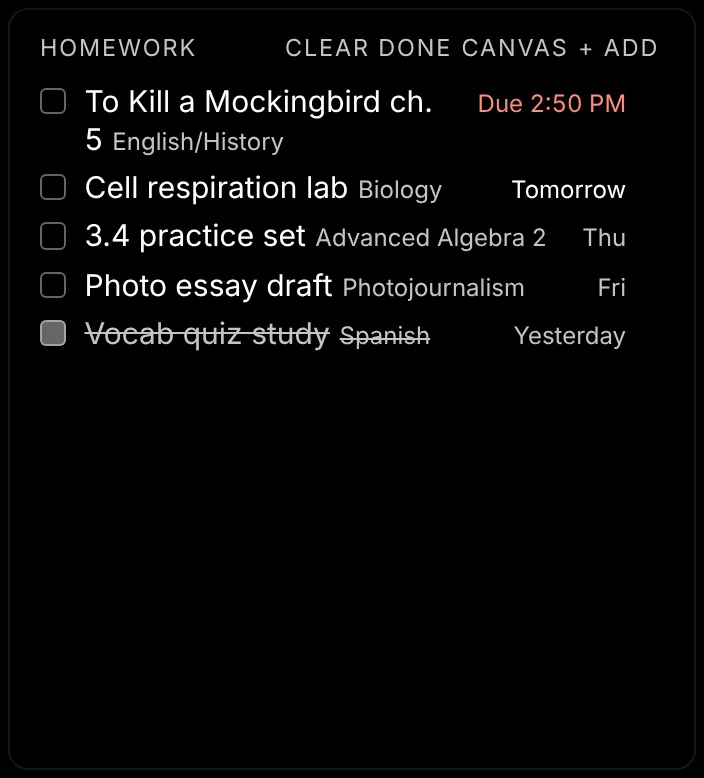 HOMEWORK CLEAR DONE CANVAS + ADD
To Kill a Mockingbird ch. Due 2:50 PM
5 English/History
Cell respiration lab Biology Tomorrow
3.4 practice set Advanced Algebra 2 Thu
Photo essay draft Photojournalism Fri
Vocab quiz study Spanish Yesterday